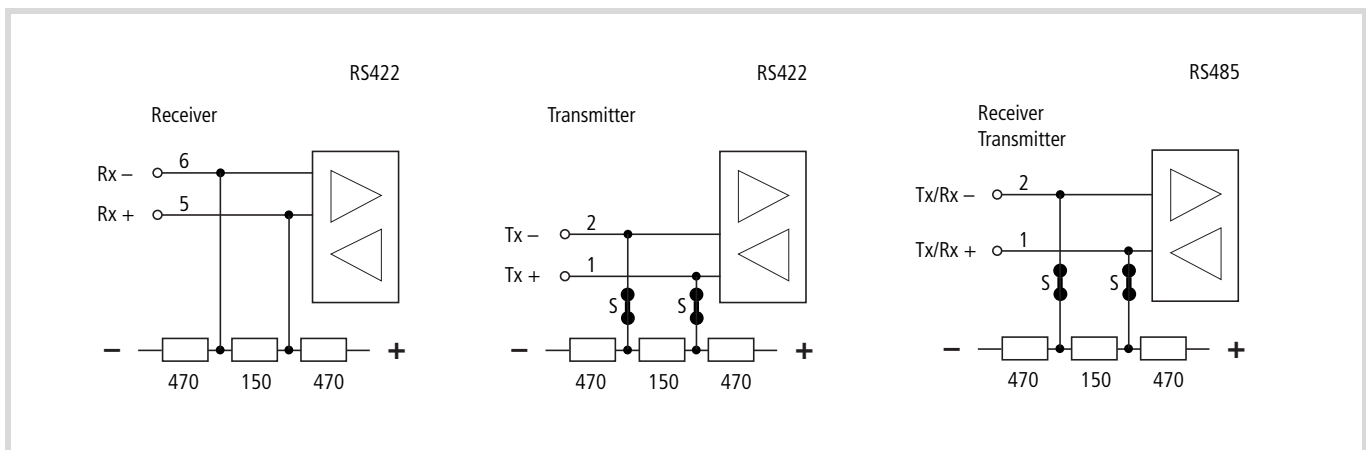 RS422
Receiver
Rx –
6
Rx +
5
–
+
470
150
470
RS422
Transmitter
Tx –
2
Tx +
1
S
S
–
+
470
150
470
RS485
Receiver
Transmitter
Tx/Rx –
2
Tx/Rx +
1
S
S
–
+
470
150
470